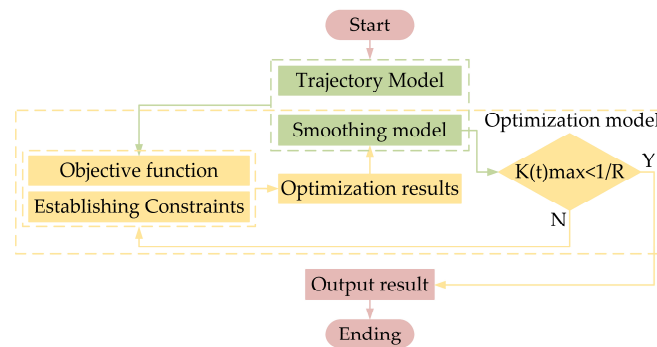 Start
Trajectory Model
Smoothing model
Optimization model
Objective function
Establishing Constraints
Optimization results
K(t)max<1/R
Y
N
Output result
Ending